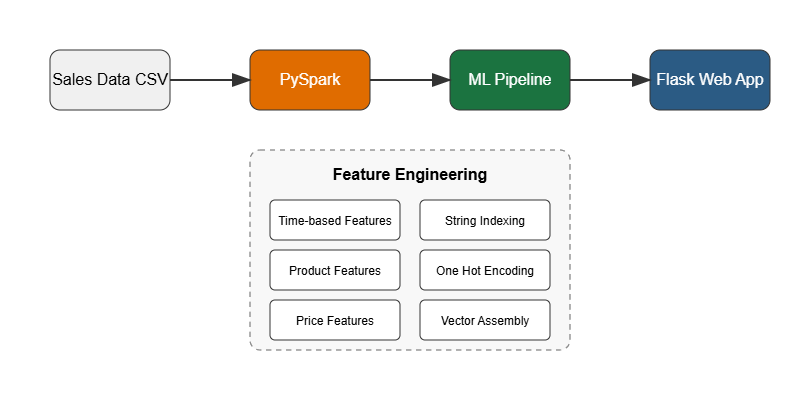 Sales Data CSV
PySpark
ML Pipeline
Flask Web App
Feature Engineering
Time-based Features
String Indexing
Product Features
One Hot Encoding
Price Features
Vector Assembly